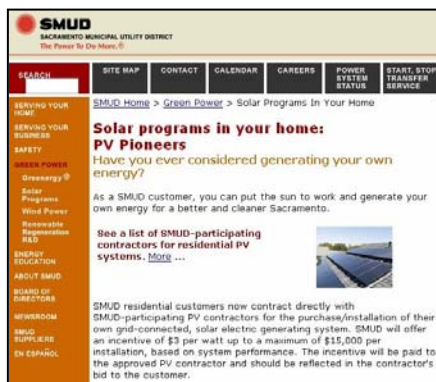 SMUD
SACRAMENTO MUNICIPAL UTILITY DISTRICT
The Power To Do More.®
SEARCH
SITE MAP
CONTACT
CALENDAR
CAREERS
POWER SYSTEM STATUS
START, STOP TRANSFER SERVICE
SERVING YOUR HOME
SERVING YOUR BUSINESS
SAFETY
GREEN POWER
Greenergy®
Solar Programs
Wind Power
Renewable Regeneration R&D
ENERGY EDUCATION
ABOUT SMUD
BOARD OF DIRECTORS
NEWSROOM
SMUD SUPPLIERS
EN ESPAÑOL
SMUD Home > Green Power > Solar Programs In Your Home
Solar programs in your home:
PV Pioneers
Have you ever considered generating your own
energy?
As a SMUD customer, you can put the sun to work and generate your
own energy for a better and cleaner Sacramento.
See a list of SMUD-participating
contractors for residential PV
systems. More ...
SMUD residential customers now contract directly with
SMUD-participating PV contractors for the purchase/installation of their
own grid-connected, solar electric generating system. SMUD will offer
an incentive of $3 per watt up to a maximum of $15,000 per
installation, based on system performance. The incentive will be paid to
the approved PV contractor and should be reflected in the contractor's
bid to the customer.